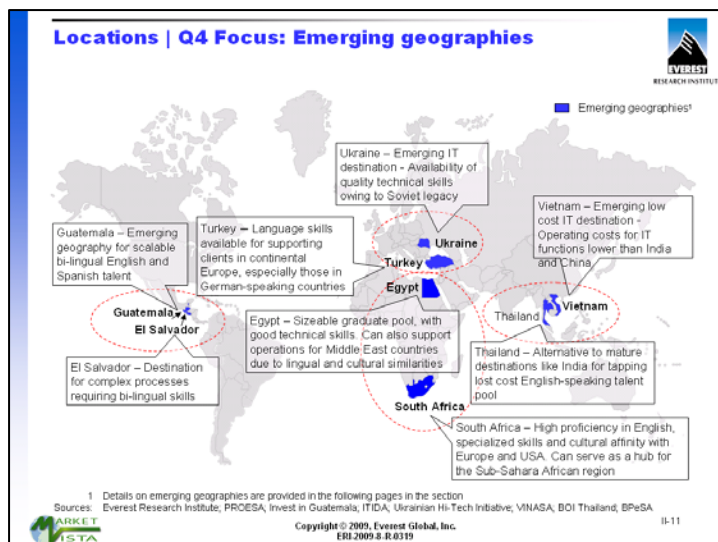 Locations | Q4 Focus: Emerging geographies
EVEREST
RESEARCH INSTITUTE
Emerging geographies¹
Ukraine – Emerging IT
destination - Availability of
quality technical skills
owing to Soviet legacy
Vietnam – Emerging low
cost IT destination -
Operating costs for IT
functions lower than India
and China
Guatemala – Emerging
geography for scalable
bi-lingual English and
Spanish talent
Turkey – Language skills
available for supporting
clients in continental
Europe, especially those in
German-speaking countries
Ukraine
Turkey
Egypt
Guatemala
El Salvador
Thailand
Vietnam
Egypt – Sizeable graduate pool, with
good technical skills. Can also support
operations for Middle East countries
due to lingual and cultural similarities
El Salvador – Destination
for complex processes
requiring bi-lingual skills
Thailand – Alternative to mature
destinations like India for tapping
lost cost English-speaking talent
pool
South Africa
South Africa – High proficiency in English,
specialized skills and cultural affinity with
Europe and USA. Can serve as a hub for
the Sub-Sahara African region
1 Details on emerging geographies are provided in the following pages in the section
Sources: Everest Research Institute; PROESA; Invest in Guatemala; ITIDA; Ukrainian Hi-Tech Initiative; VINASA; BOI Thailand; BPeSA
MARKET
VISTA
Copyright © 2009, Everest Global, Inc.
ERI-2009-8-R-0319
II-11